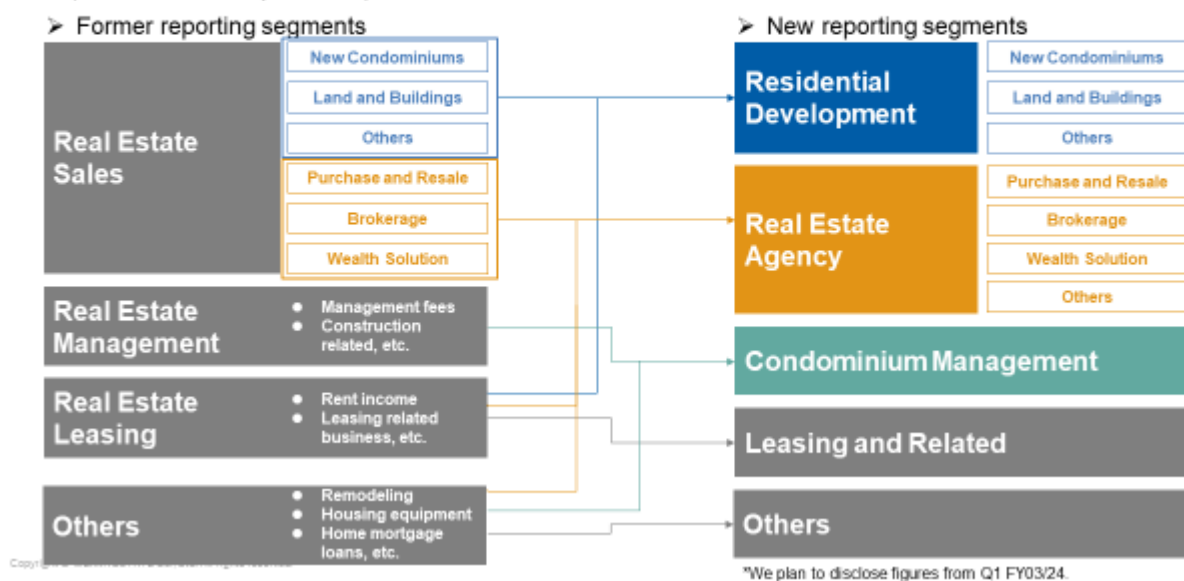 ➢ Former reporting segments
Real Estate
Sales
New Condominiums
Land and Buildings
Others
Purchase and Resale
Brokerage
Wealth Solution
Real Estate
Management
● Management fees
● Construction
related, etc.
Real Estate
Leasing
● Rent income
● Leasing related
business, etc.
Others
● Remodeling
● Housing equipment
● Home mortgage
loans, etc.
➢ New reporting segments
Residential
Development
New Condominiums
Land and Buildings
Others
Real Estate
Agency
Purchase and Resale
Brokerage
Wealth Solution
Others
Condominium Management
Leasing and Related
Others
*We plan to disclose figures from Q1 FY03/24.